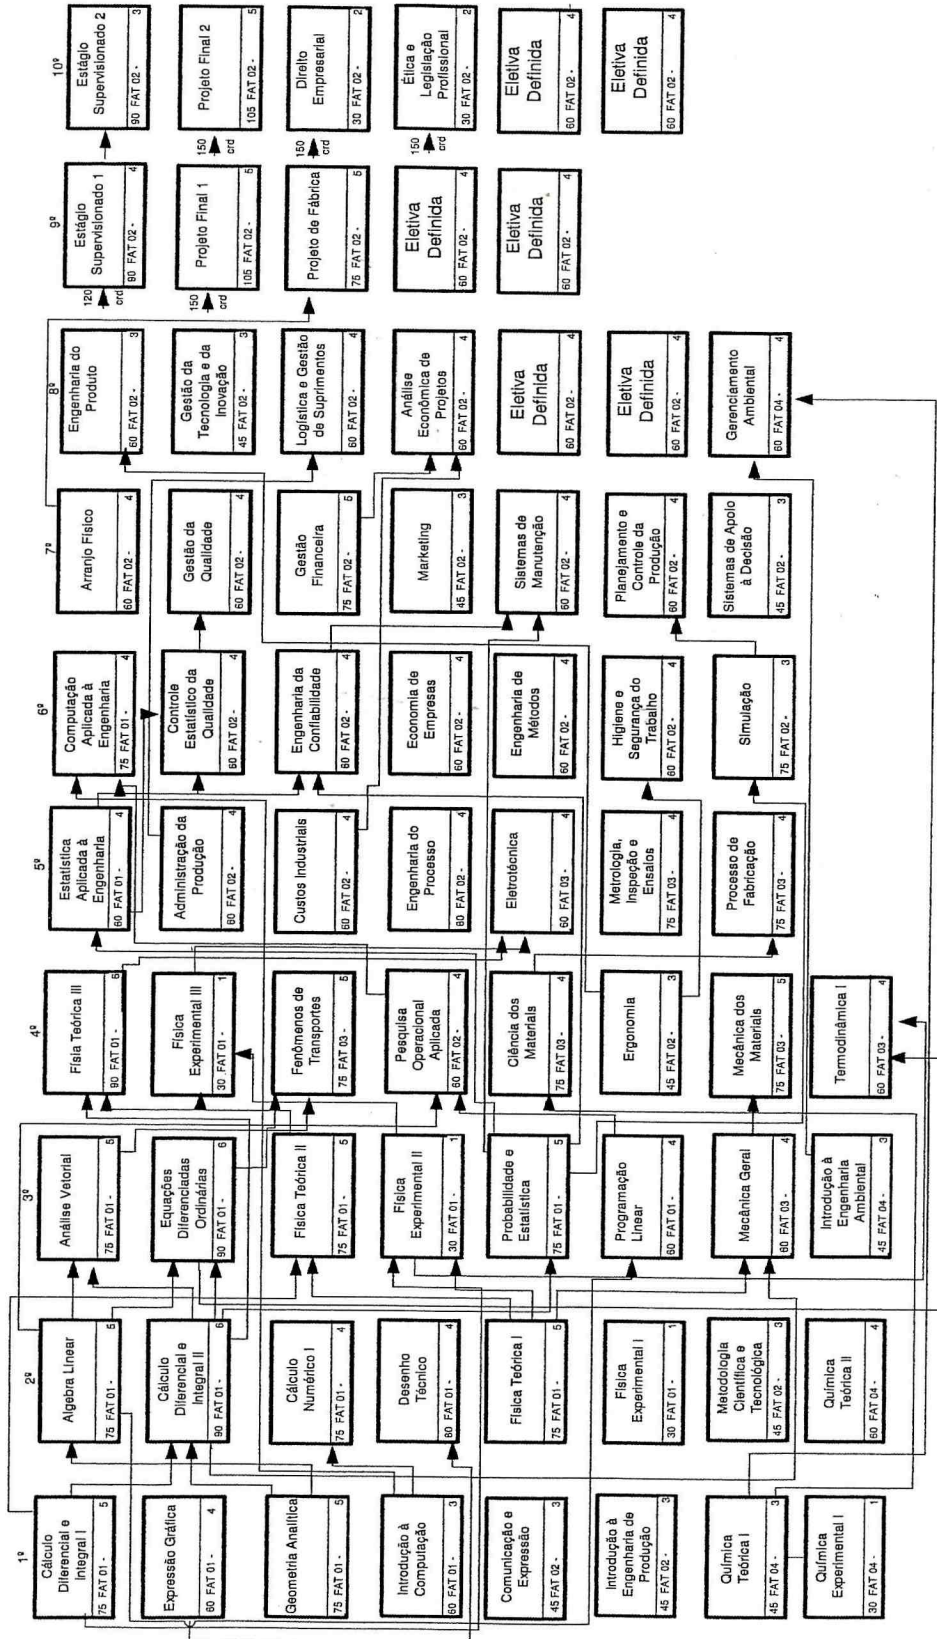 1º
Cálculo
Diferencial e
Integral I
75 FAT 01 - 5
Expressão Gráfica
60 FAT 01 - 4
Geometria Analítica
75 FAT 01 - 5
Introdução à
Computação
60 FAT 01 - 3
Comunicação e
Expressão
45 FAT 02 - 3
Introdução à
Engenharia de
Produção
45 FAT 02 - 3
Química
Teórica I
45 FAT 04 - 3
Química
Experimental I
30 FAT 04 - 1
2º
Algebra Linear
75 FAT 01 - 5
Cálculo
Diferencial e
Integral II
90 FAT 01 - 6
Cálculo
Numérico I
75 FAT 01 - 4
Desenho
Técnico
60 FAT 01 - 4
Física Teórica I
75 FAT 01 - 5
Física
Experimental I
30 FAT 01 - 1
Metodologia
Científica e
Tecnológica
45 FAT 02 - 3
Química
Teórica II
60 FAT 04 - 4
3º
Análise Vetorial
75 FAT 01 - 5
Equações
Diferenciadas
Ordinárias
90 FAT 01 - 6
Física Teórica II
75 FAT 01 - 5
Física
Experimental II
30 FAT 01 - 1
Probabilidade e
Estatística
75 FAT 01 - 5
Programação
Linear
60 FAT 01 - 4
Mecânica Geral
60 FAT 03 - 4
Introdução à
Engenharia
Ambiental
45 FAT 04 - 3
4º
Físia Teórica III
90 FAT 01 - 6
Física
Experimental III
30 FAT 01 - 1
Fenômenos de
Transportes
75 FAT 03 - 5
Pesquisa
Operacional
Aplicada
60 FAT 02 - 4
Ciência dos
Materiais
75 FAT 03 - 4
Ergonomia
45 FAT 02 - 3
Mecânica dos
Materiais
75 FAT 03 - 5
Termodinâmica I
60 FAT 03 - 4
5º
Estatística
Aplicada à
Engenharia
60 FAT 01 - 4
Administração da
Produção
60 FAT 02 - 4
Custos Industriais
60 FAT 02 - 4
Engenharia do
Processo
60 FAT 02 - 4
Eletrotécnica
60 FAT 03 - 4
Metrologia,
Inspeção e
Ensaios
75 FAT 03 - 4
Processo de
Fabricação
75 FAT 03 - 4
6º
Computação
Aplicada à
Engenharia
75 FAT 01 - 4
Controle
Estatístico da
Qualidade
60 FAT 02 - 4
Engenharia da
Confiabilidade
60 FAT 02 - 4
Economia de
Empresas
60 FAT 02 - 4
Engenharia de
Métodos
60 FAT 02 - 4
Higiene e
Segurança do
Trabalho
60 FAT 02 - 4
Simulação
75 FAT 02 - 3
7º
Arranjo Físico
60 FAT 02 - 4
Gestão da
Qualidade
60 FAT 02 - 4
Gestão
Financeira
75 FAT 02 - 5
Marketing
45 FAT 02 - 3
Sistemas de
Manutenção
60 FAT 02 - 4
Planejamento e
Controle da
Produção
60 FAT 02 - 4
Sistemas de Apoio
à Decisão
45 FAT 02 - 3
8º
Engenharia do
Produto
60 FAT 02 - 3
Gestão da
Tecnologia e da
Inovação
45 FAT 02 - 3
Logística e Gestão
de Suprimentos
60 FAT 02 - 4
Análise
Econômica de
Projetos
60 FAT 02 - 4
Eletiva
Definida
60 FAT 02 - 4
Eletiva
Definida
60 FAT 02 - 4
Gerenciamento
Ambiental
60 FAT 04 - 4
9º
120
crd
Estágio
Supervisionado 1
90 FAT 02 - 4
150
crd
Projeto Final 1
105 FAT 02 - 5
Projeto de Fábrica
75 FAT 02 - 5
Eletiva
Definida
60 FAT 02 - 4
Eletiva
Definida
60 FAT 02 - 4
10º
Estágio
Supervisionado 2
90 FAT 02 - 3
150
crd
Projeto Final 2
105 FAT 02 - 5
150
crd
Direito
Empresarial
30 FAT 02 - 2
150
crd
Ética e
Legislação
Profissional
30 FAT 02 - 2
Eletiva
Definida
60 FAT 02 - 4
Eletiva
Definida
60 FAT 02 - 4